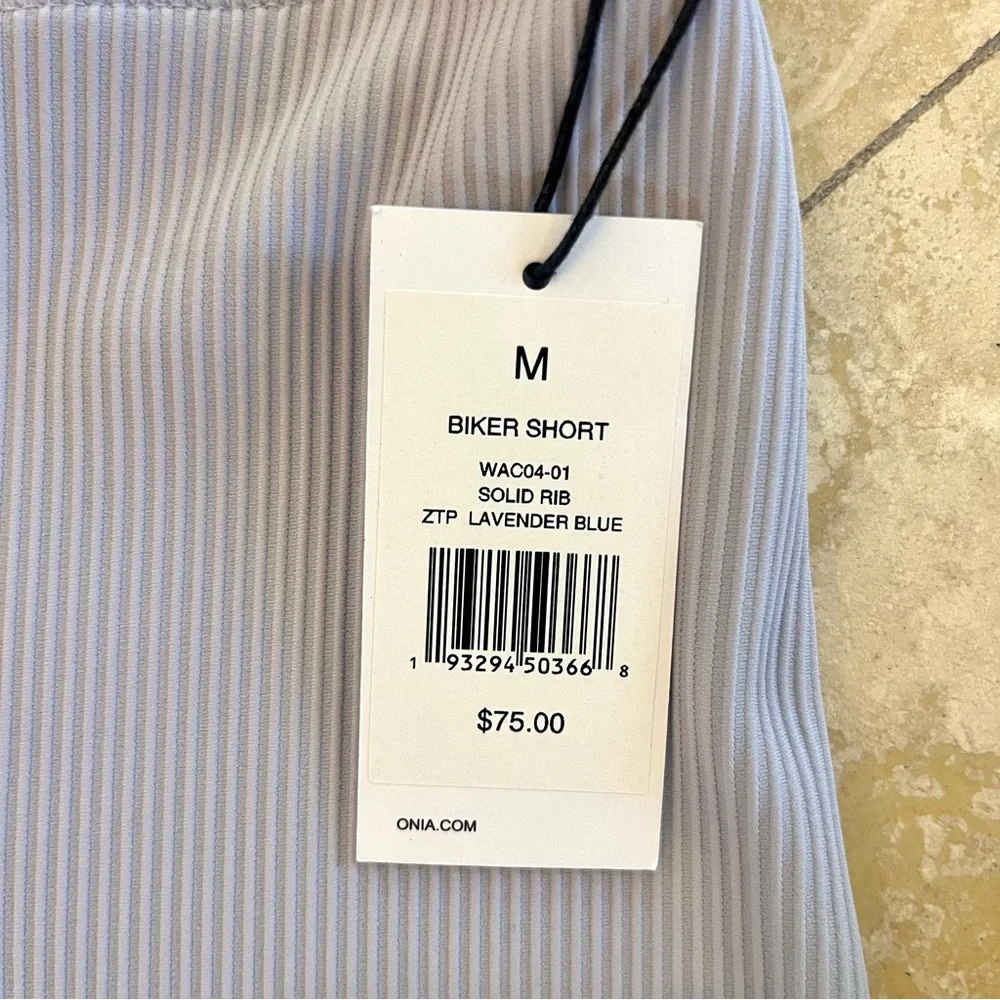 M
BIKER SHORT
WAC04-01
SOLID RIB
ZTP LAVENDER BLUE
1 93294 50366 8
$75.00
ONIA.COM